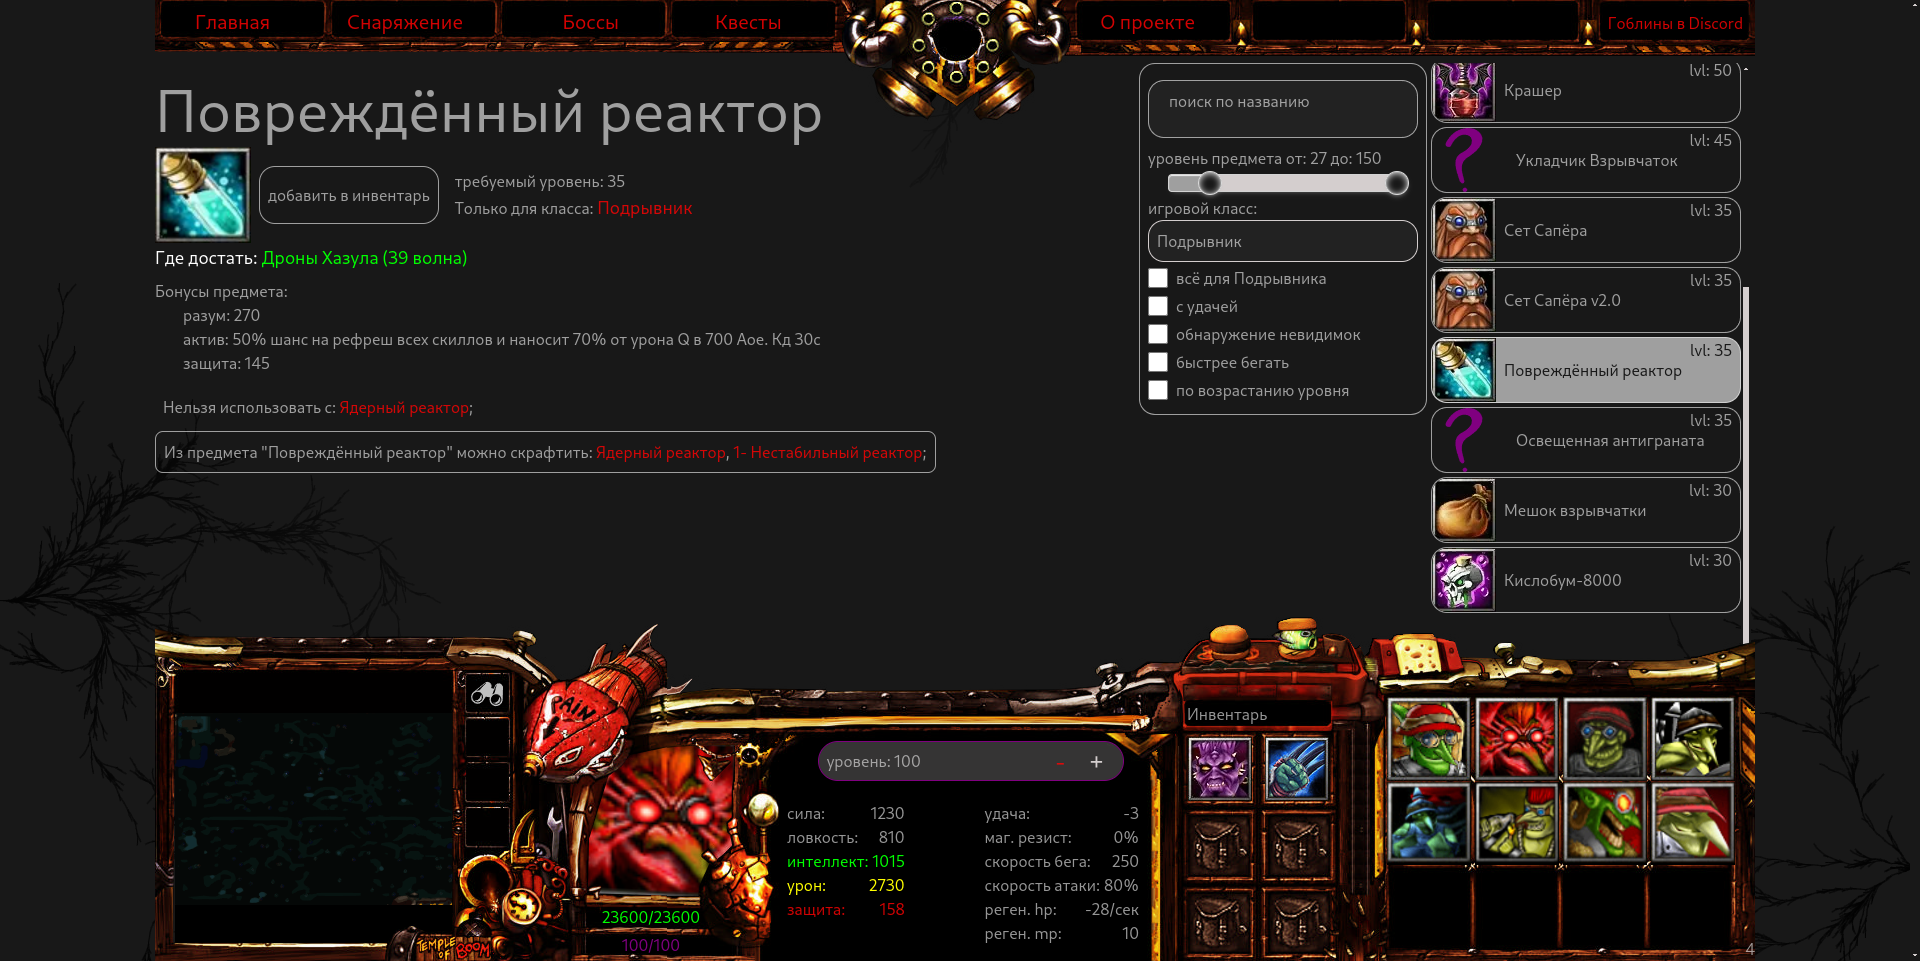 Главная
Снаряжение
Боссы
Квесты
О проекте
Гоблины в Discord
Повреждённый реактор
добавить в инвентарь
требуемый уровень: 35
Только для класса: Подрывник
Где достать: Дроны Хазула (39 волна)
Бонусы предмета:
разум: 270
актив: 50% шанс на рефреш всех скиллов и наносит 70% от урона Q в 700 Аое. Кд 30с
защита: 145
Нельзя использовать с: Ядерный реактор;
Из предмета "Повреждённый реактор" можно скрафтить: Ядерный реактор, 1- Нестабильный реактор;
поиск по названию
уровень предмета от: 27 до: 150
игровой класс:
Подрывник
всё для Подрывника
с удачей
обнаружение невидимок
быстрее бегать
по возрастанию уровня
lvl: 50
Крашер
lvl: 45
Укладчик Взрывчаток
lvl: 35
Сет Сапёра
lvl: 35
Сет Сапёра v2.0
lvl: 35
Повреждённый реактор
lvl: 35
Освещенная антиграната
lvl: 30
Мешок взрывчатки
lvl: 30
Кислобум-8000
PAIN
TEMPLE OF BOOM
23600/23600
100/100
уровень: 100 - +
сила: 1230
ловкость: 810
интеллект: 1015
урон: 2730
защита: 158
удача: -3
маг. резист: 0%
скорость бега: 250
скорость атаки: 80%
реген. hp: -28/сек
реген. mp: 10
Инвентарь
4